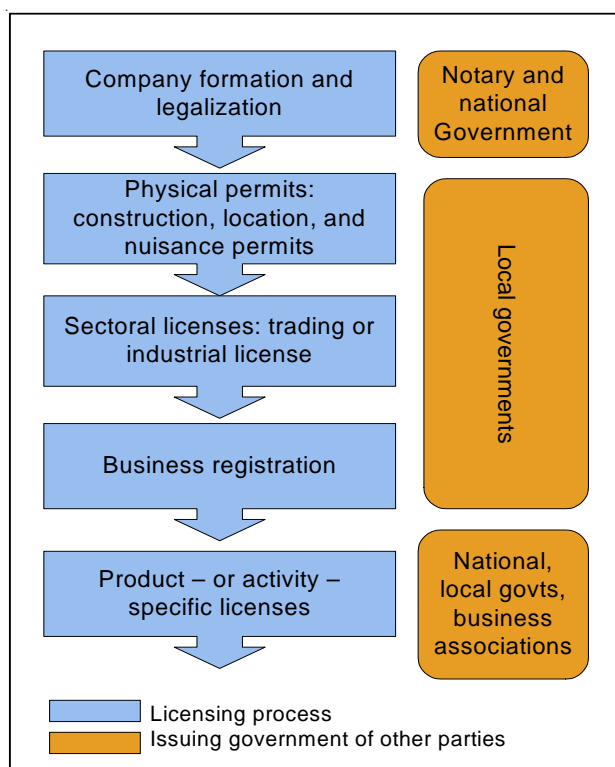 Company formation and
legalization
Notary and
national
Government
Physical permits:
construction, location, and
nuisance permits
Local governments
Sectoral licenses: trading or
industrial license
Business registration
Product – or activity –
specific licenses
National,
local govts,
business
associations
Licensing process
Issuing government of other parties